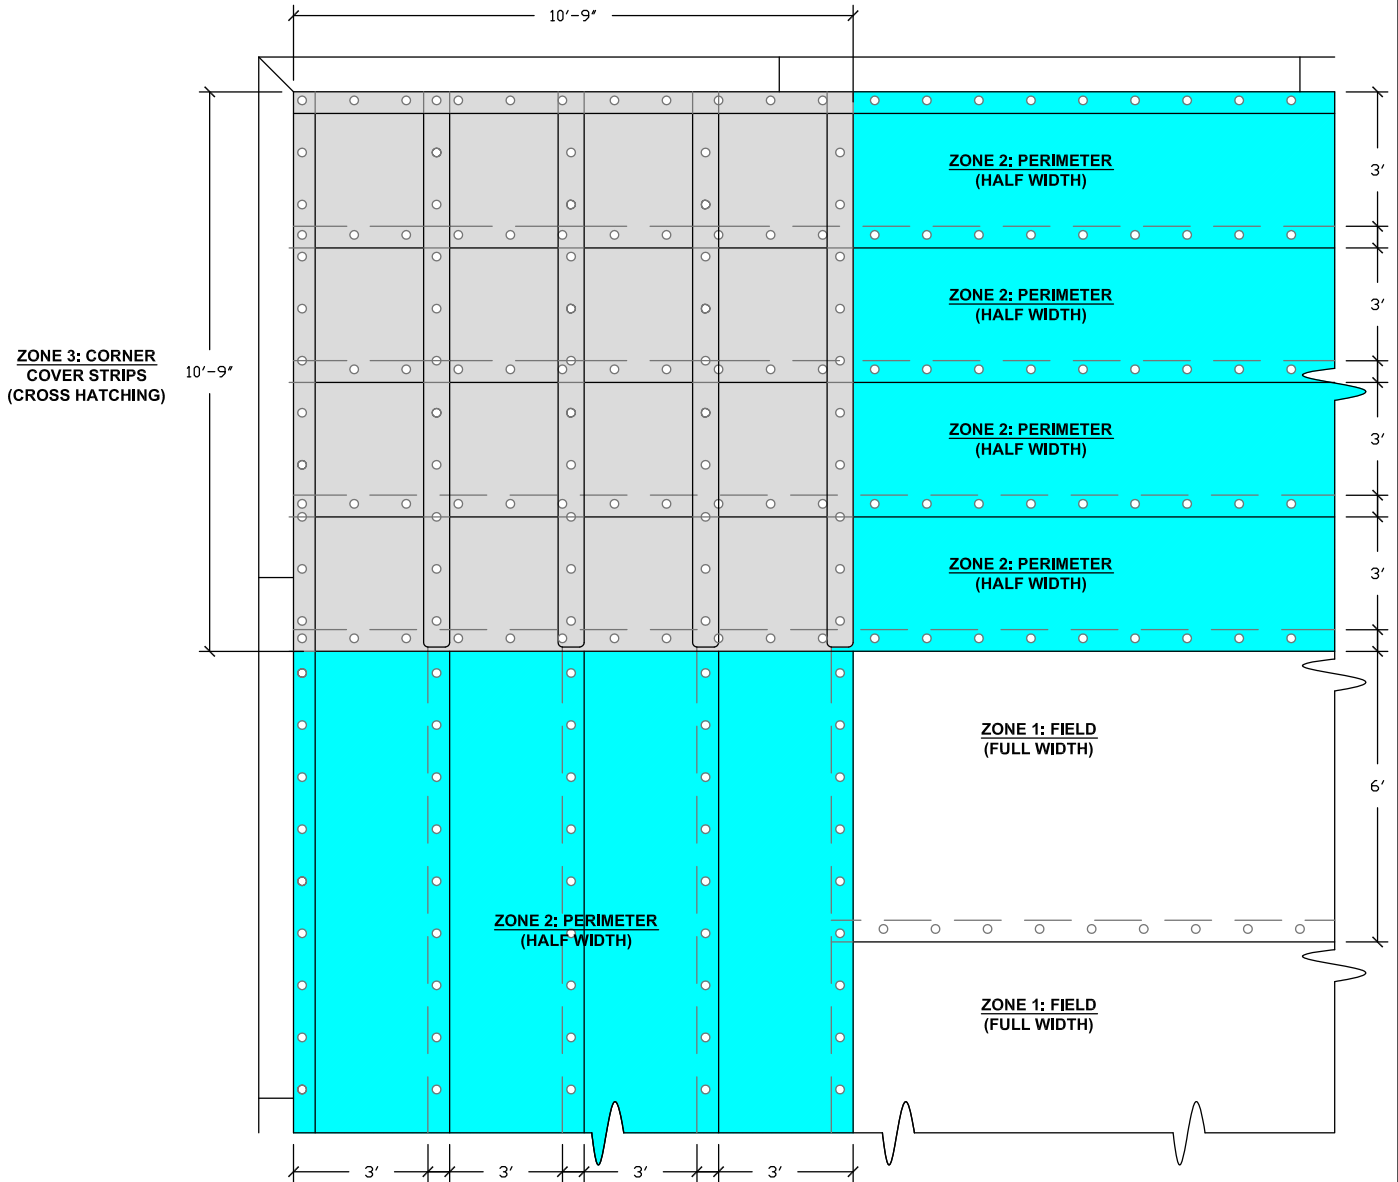 10'-9"
ZONE 2: PERIMETER
(HALF WIDTH)
3'
ZONE 2: PERIMETER
(HALF WIDTH)
3'
ZONE 3: CORNER
COVER STRIPS
(CROSS HATCHING)
10'-9"
ZONE 2: PERIMETER
(HALF WIDTH)
3'
ZONE 2: PERIMETER
(HALF WIDTH)
3'
ZONE 1: FIELD
(FULL WIDTH)
6'
ZONE 2: PERIMETER
(HALF WIDTH)
ZONE 1: FIELD
(FULL WIDTH)
3'
3'
3'
3'